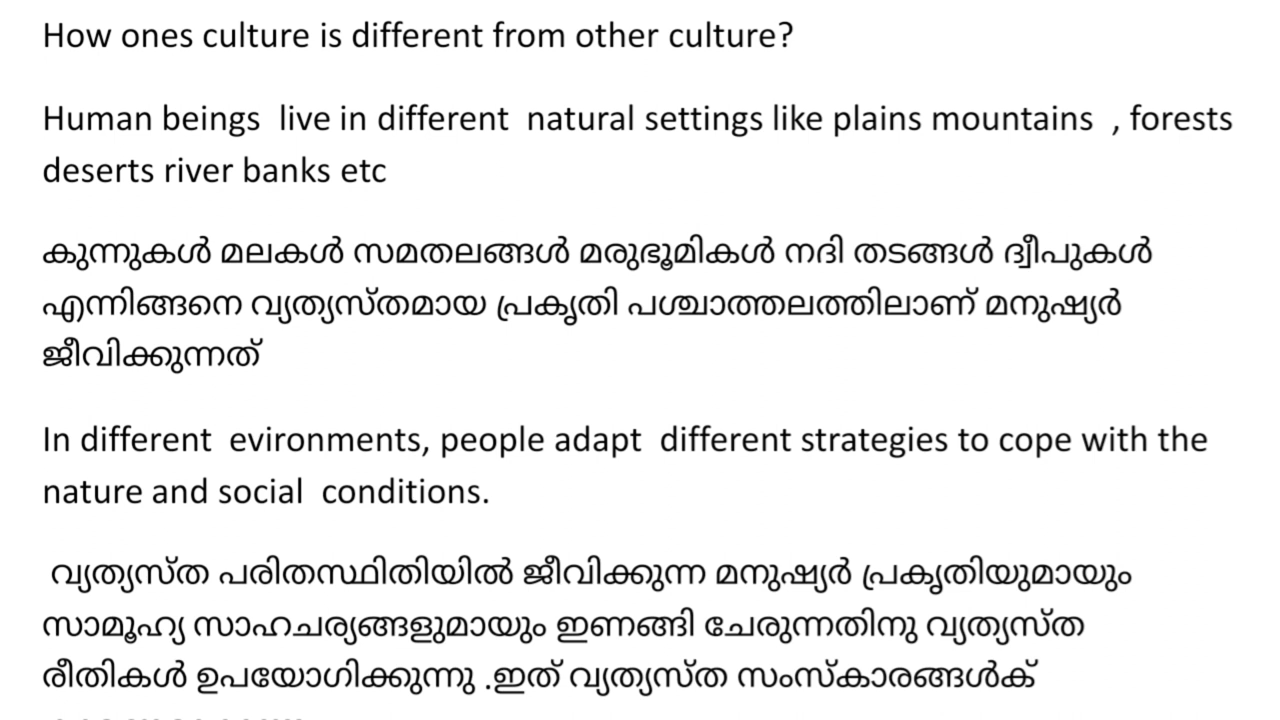 How ones culture is different from other culture?
Human beings live in different natural settings like plains mountains , forests
deserts river banks etc
കുന്നുകൾ മലകൾ സമതലങ്ങൾ മരുഭൂമികൾ നദി തടങ്ങൾ ദ്വീപുകൾ
എന്നിങ്ങനെ വ്യത്യസ്തമായ പ്രകൃതി പശ്ചാത്തലത്തിലാണ് മനുഷ്യർ
ജീവിക്കുന്നത്
In different evironments, people adapt different strategies to cope with the
nature and social conditions.
വ്യത്യസ്ത പരിതസ്ഥിതിയിൽ ജീവിക്കുന്ന മനുഷ്യർ പ്രകൃതിയുമായും
സാമൂഹ്യ സാഹചര്യങ്ങളുമായും ഇണങ്ങി ചേരുന്നതിനു വ്യത്യസ്ത
രീതികൾ ഉപയോഗിക്കുന്നു .ഇത് വ്യത്യസ്ത സംസ്കാരങ്ങൾക്